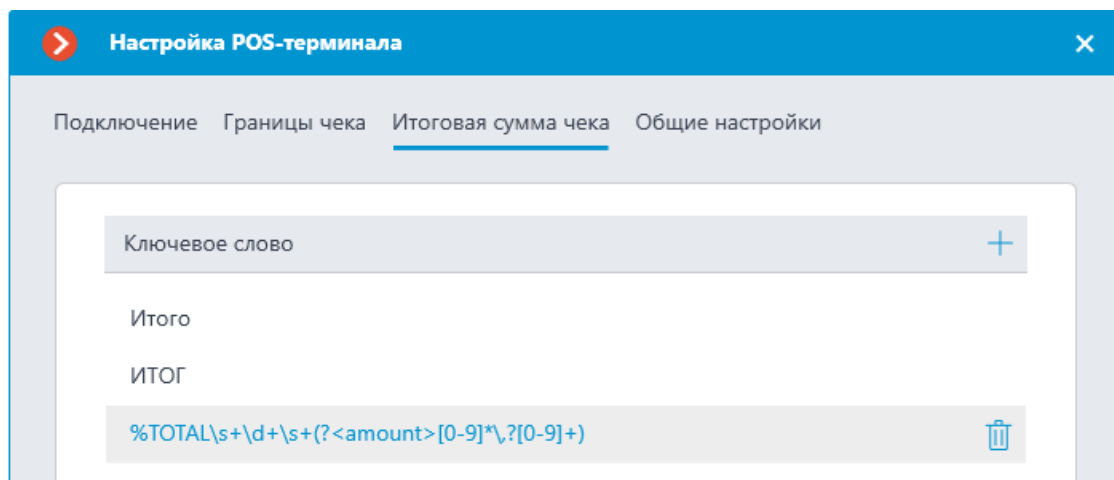 Настройка POS-терминала
Подключение Границы чека Итоговая сумма чека Общие настройки
Ключевое слово
Итого
ИТОГ
%TOTAL\s+\d+\s+(?<amount>[0-9]*\,?[0-9]+)